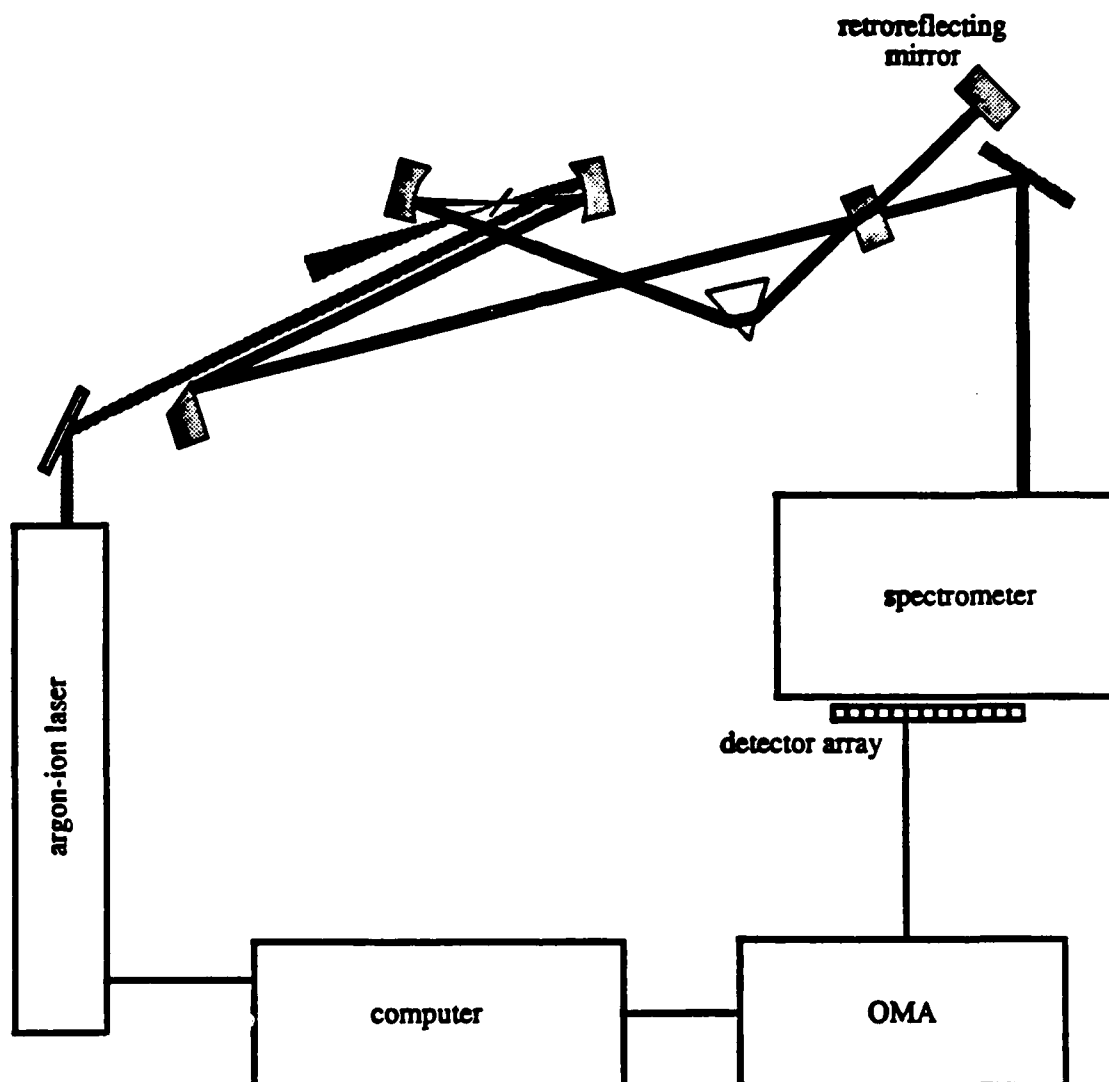 retroreflecting
mirror
spectrometer
detector array
argon-ion laser
computer
OMA